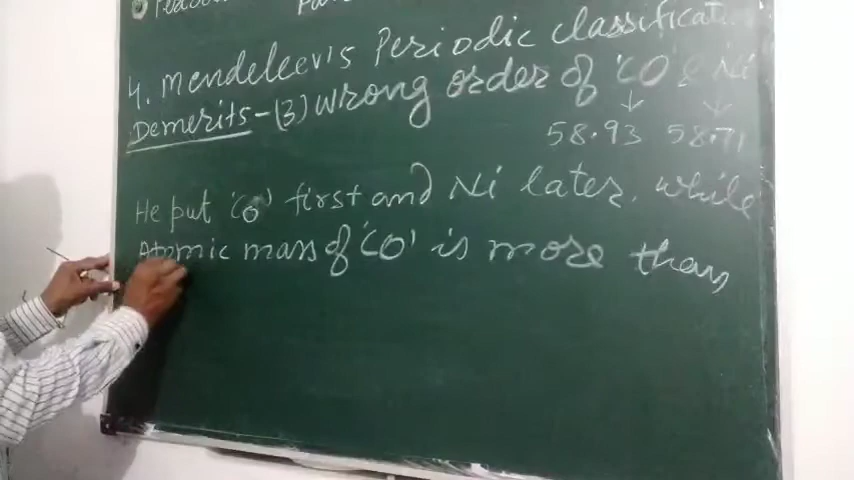 4. Mendeleev's Periodic classificati
Demerits-(3) wrong order of 'CO' & Ni
58.93 58.71
He put 'CO' first and Ni later. while
Atomic mass of 'CO' is more than